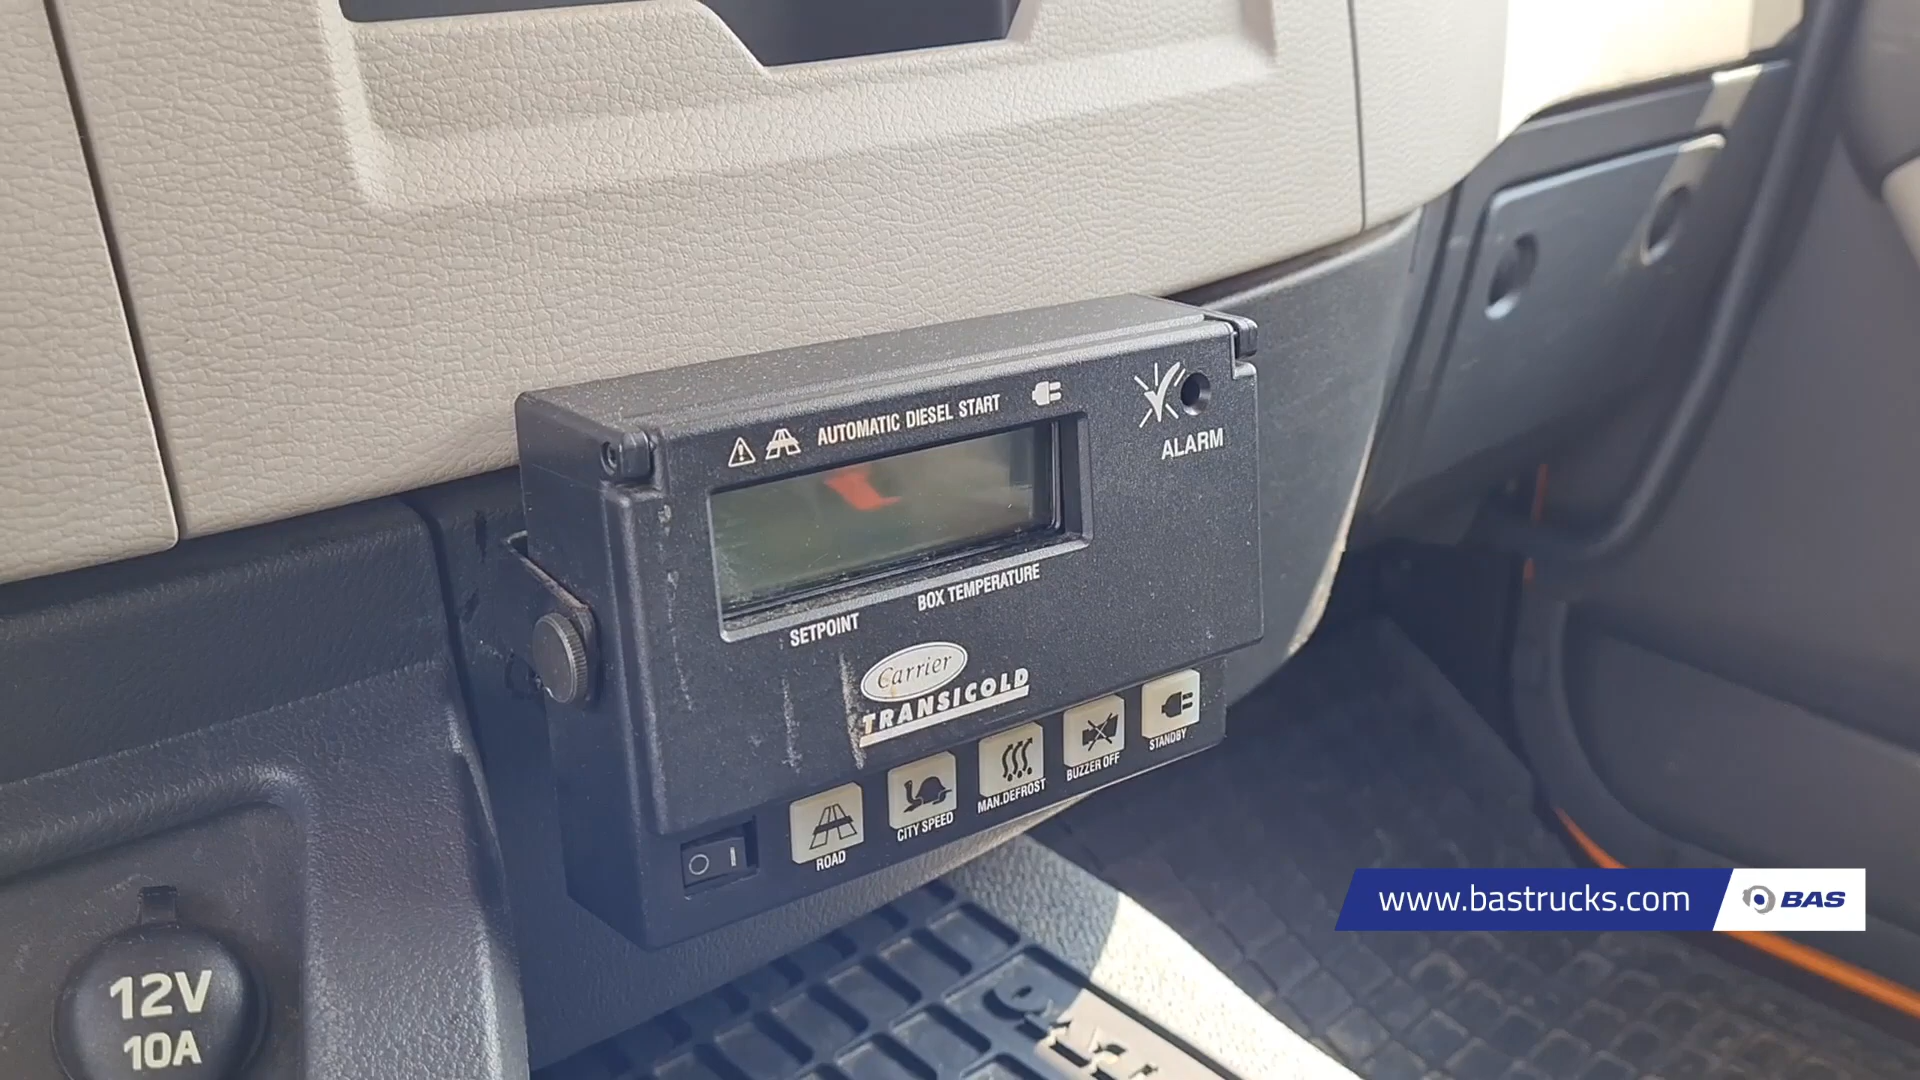 AUTOMATIC DIESEL START
ALARM
SETPOINT
BOX TEMPERATURE
Carrier
TRANSICOLD
ROAD
CITY SPEED
MAN.DEFROST
BUZZER OFF
STANDBY
12V
10A
www.bastrucks.com
BAS